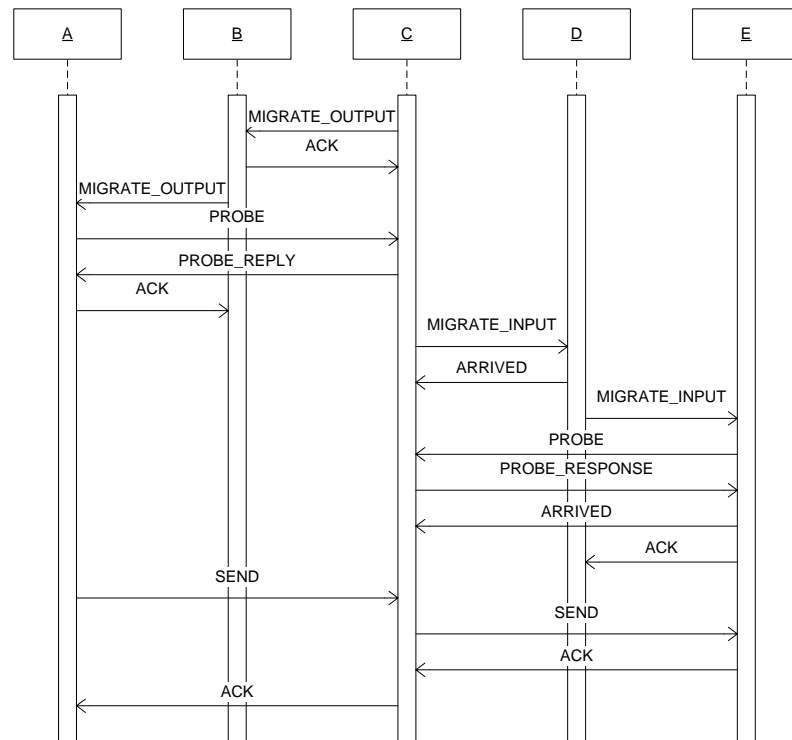 A B C D E
MIGRATE_OUTPUT
ACK
MIGRATE_OUTPUT
PROBE
PROBE_REPLY
ACK
MIGRATE_INPUT
ARRIVED
MIGRATE_INPUT
PROBE
PROBE_RESPONSE
ARRIVED
ACK
SEND
SEND
ACK
ACK